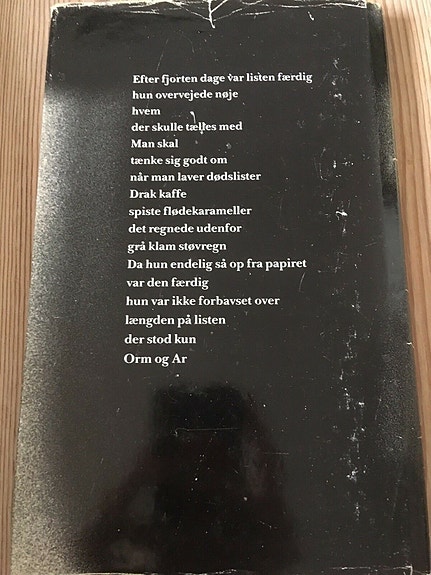 Efter fjorten dage var listen færdig
hun overvejede nøje
hvem
der skulle tælles med
Man skal
tænke sig godt om
når man laver dødslister
Drak kaffe
spiste flødekarameller
det regnede udenfor
grå klam støvregn
Da hun endelig så op fra papiret
var den færdig
hun var ikke forbavset over
længden på listen
der stod kun
Orm og Ar